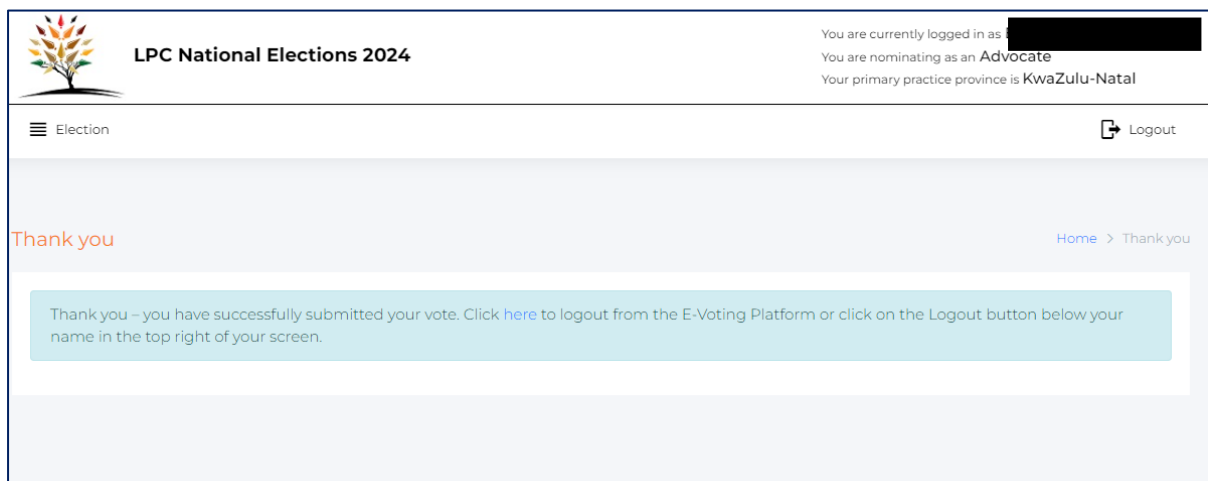 LPC National Elections 2024
You are currently logged in as
You are nominating as an Advocate
Your primary practice province is KwaZulu-Natal
Election
Logout
Thank you
Home > Thank you
Thank you – you have successfully submitted your vote. Click here to logout from the E-Voting Platform or click on the Logout button below your
name in the top right of your screen.